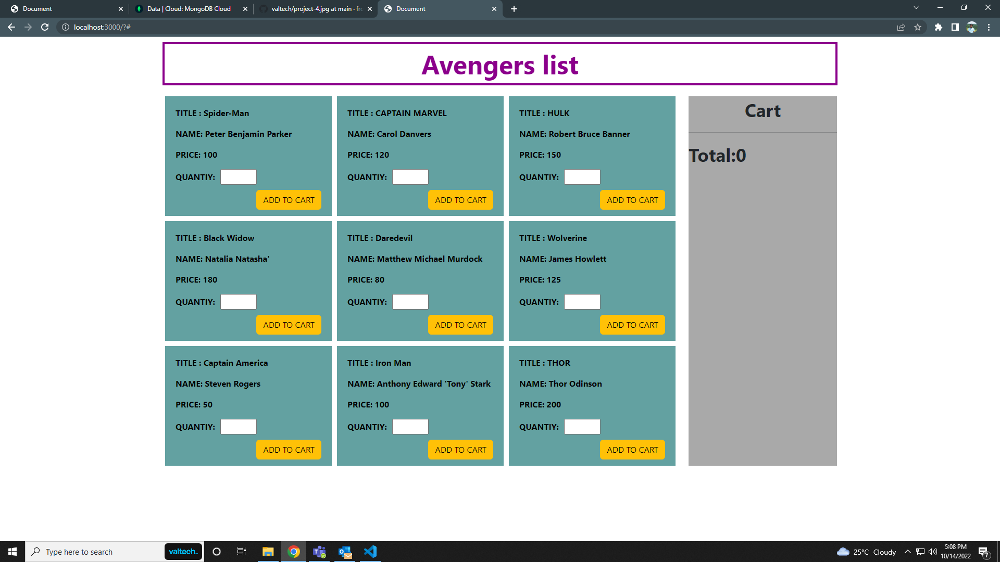 Document
Data | Cloud: MongoDB Cloud
valtech/project-4.jpg at main · fro
Document
localhost:3000/?#
Avengers list
TITLE : Spider-Man
NAME: Peter Benjamin Parker
PRICE: 100
QUANTIY:
ADD TO CART
TITLE : CAPTAIN MARVEL
NAME: Carol Danvers
PRICE: 120
QUANTIY:
ADD TO CART
TITLE : HULK
NAME: Robert Bruce Banner
PRICE: 150
QUANTIY:
ADD TO CART
TITLE : Black Widow
NAME: Natalia Natasha'
PRICE: 180
QUANTIY:
ADD TO CART
TITLE : Daredevil
NAME: Matthew Michael Murdock
PRICE: 80
QUANTIY:
ADD TO CART
TITLE : Wolverine
NAME: James Howlett
PRICE: 125
QUANTIY:
ADD TO CART
TITLE : Captain America
NAME: Steven Rogers
PRICE: 50
QUANTIY:
ADD TO CART
TITLE : Iron Man
NAME: Anthony Edward 'Tony' Stark
PRICE: 100
QUANTIY:
ADD TO CART
TITLE : THOR
NAME: Thor Odinson
PRICE: 200
QUANTIY:
ADD TO CART
Cart
Total:0
Type here to search
valtech_
25°C Cloudy
5:08 PM
10/14/2022
7